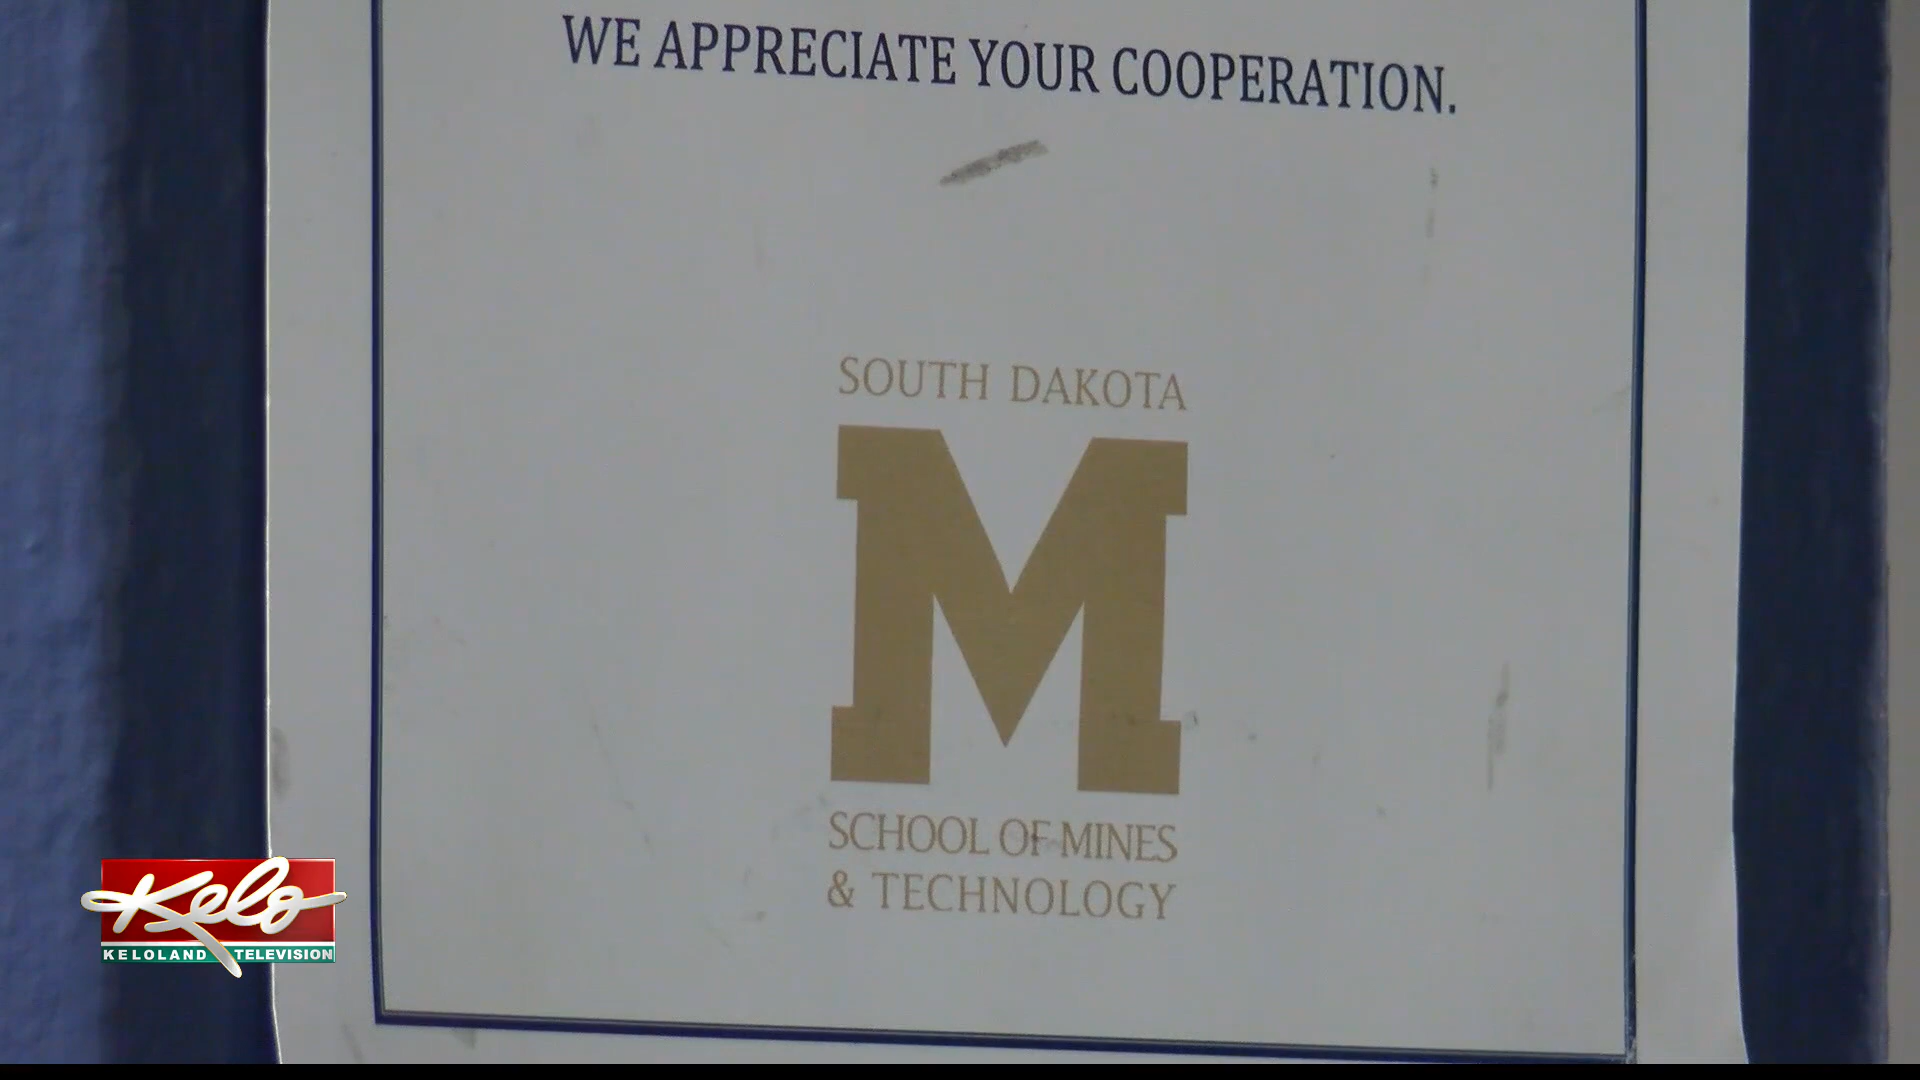 WE APPRECIATE YOUR COOPERATION.
SOUTH DAKOTA
M
SCHOOL OF MINES
& TECHNOLOGY
Kelo
KELOLAND TELEVISION